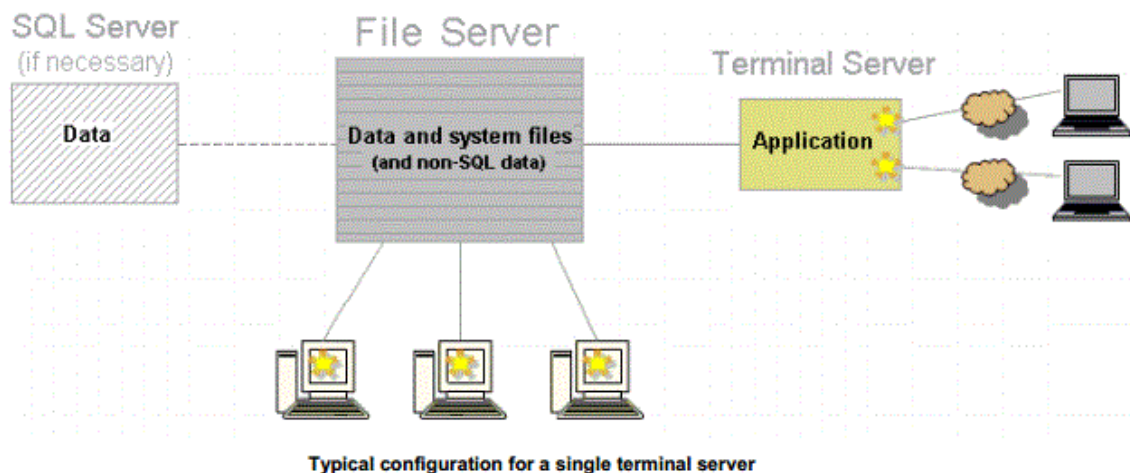 SQL Server
(if necessary)
Data
File Server
Data and system files
(and non-SQL data)
Terminal Server
Application
Typical configuration for a single terminal server